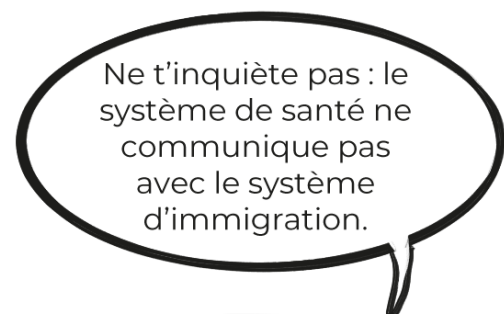 Ne t’inquiète pas : le
système de santé ne
communique pas
avec le système
d’immigration.